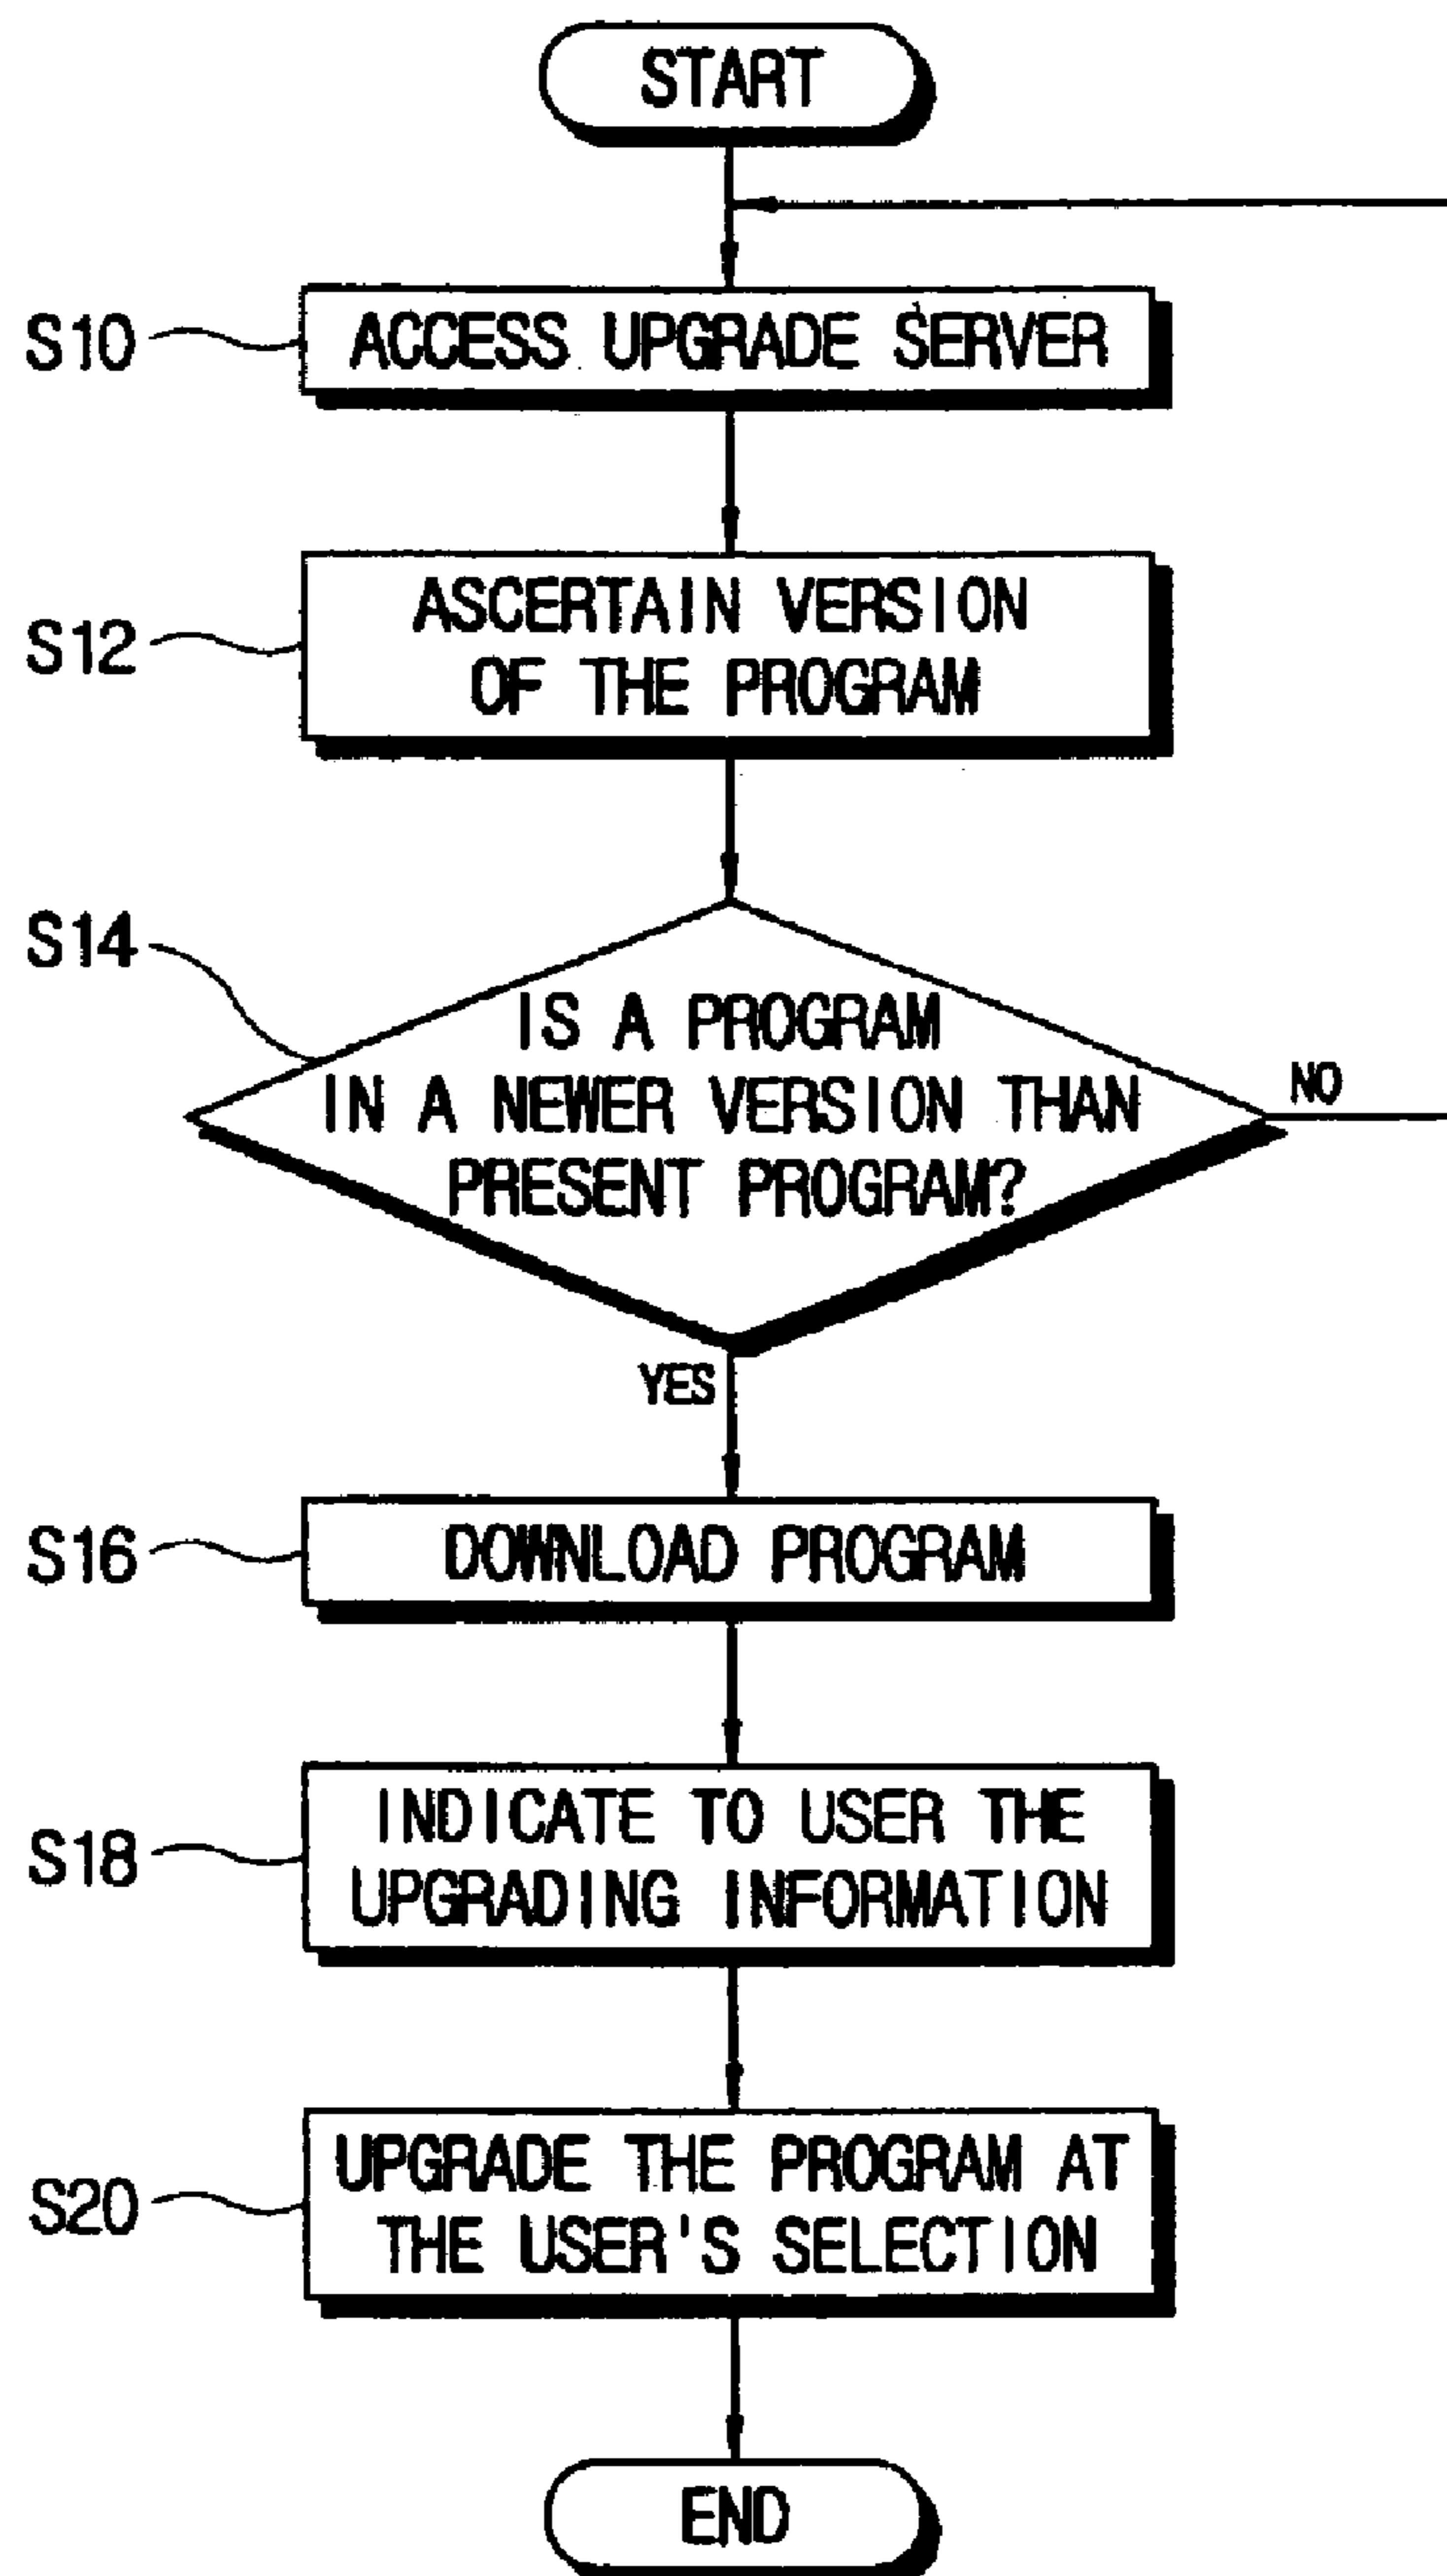 START
S10
ACCESS UPGRADE SERVER
S12
ASCERTAIN VERSION
OF THE PROGRAM
S14
IS A PROGRAM
IN A NEWER VERSION THAN
PRESENT PROGRAM?
NO
YES
S16
DOWNLOAD PROGRAM
S18
INDICATE TO USER THE
UPGRADING INFORMATION
S20
UPGRADE THE PROGRAM AT
THE USER'S SELECTION
END